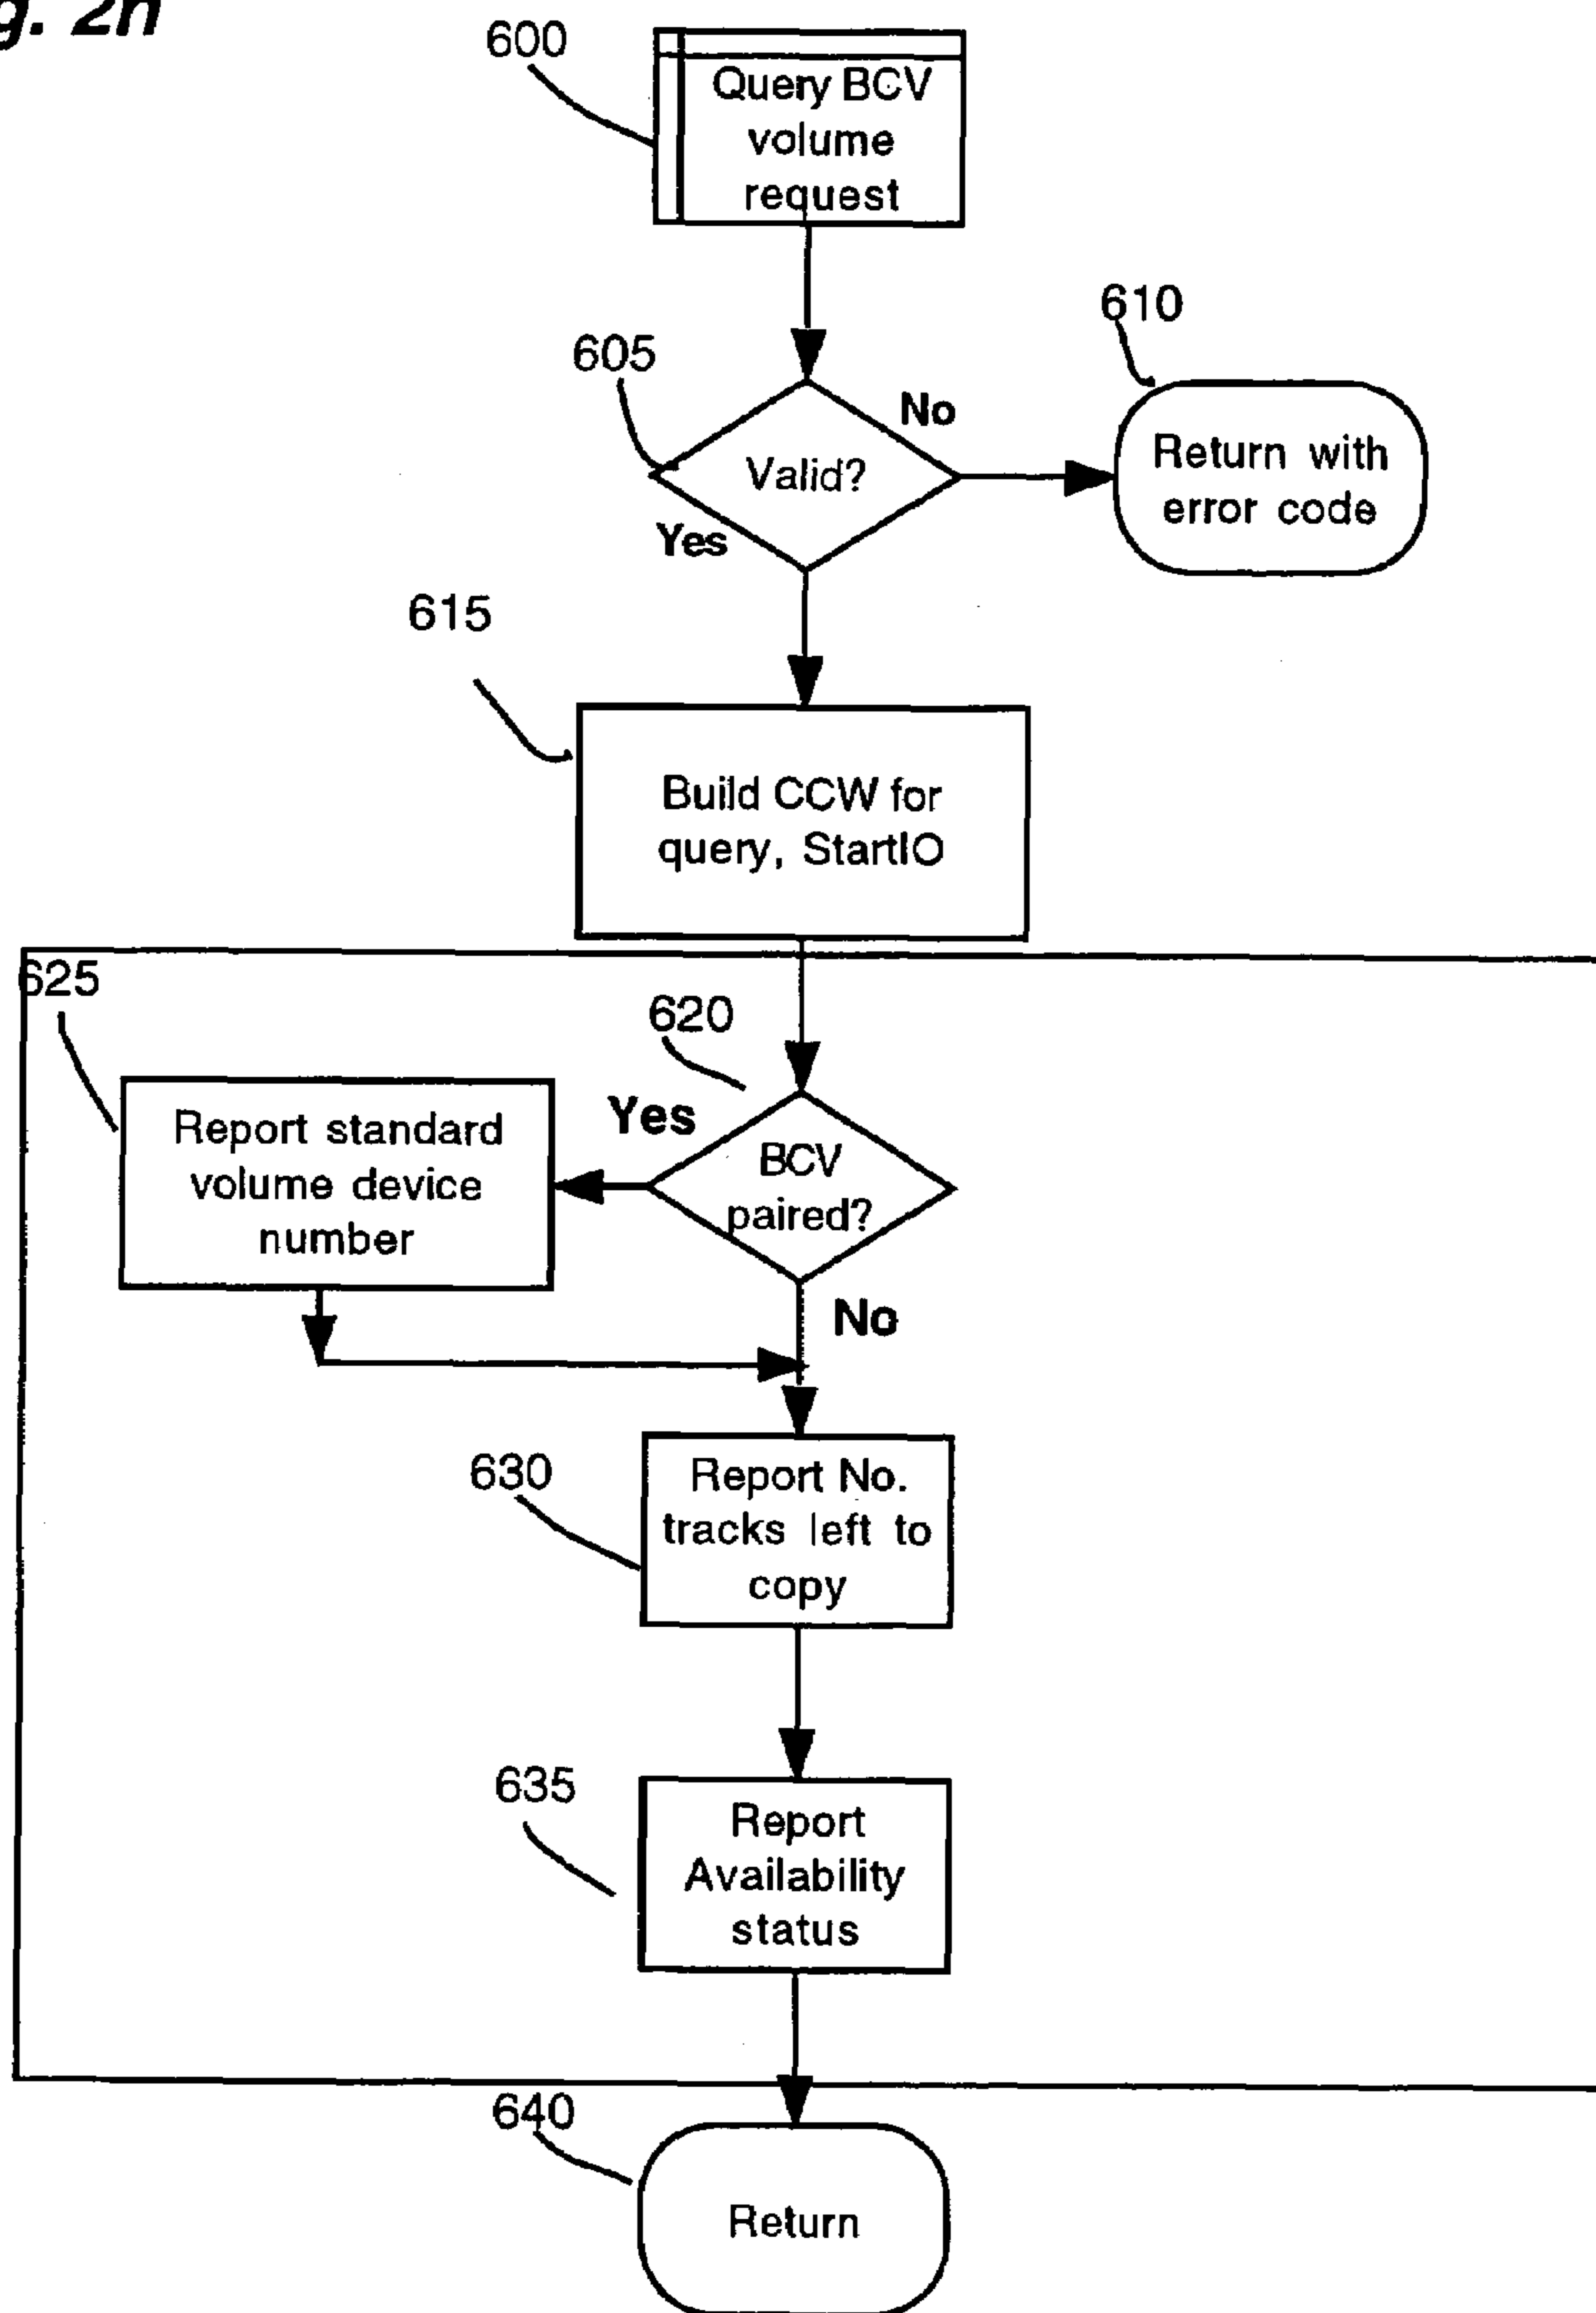 g. 2n
600
Query BCV
volume
request
610
605
No
Valid?
Return with
error code
Yes
615
Build CCW for
query, StartIO
625
620
Yes
Report standard
volume device
number
BCV
paired?
No
630
Report No.
tracks left to
copy
635
Report
Availability
status
640
Return